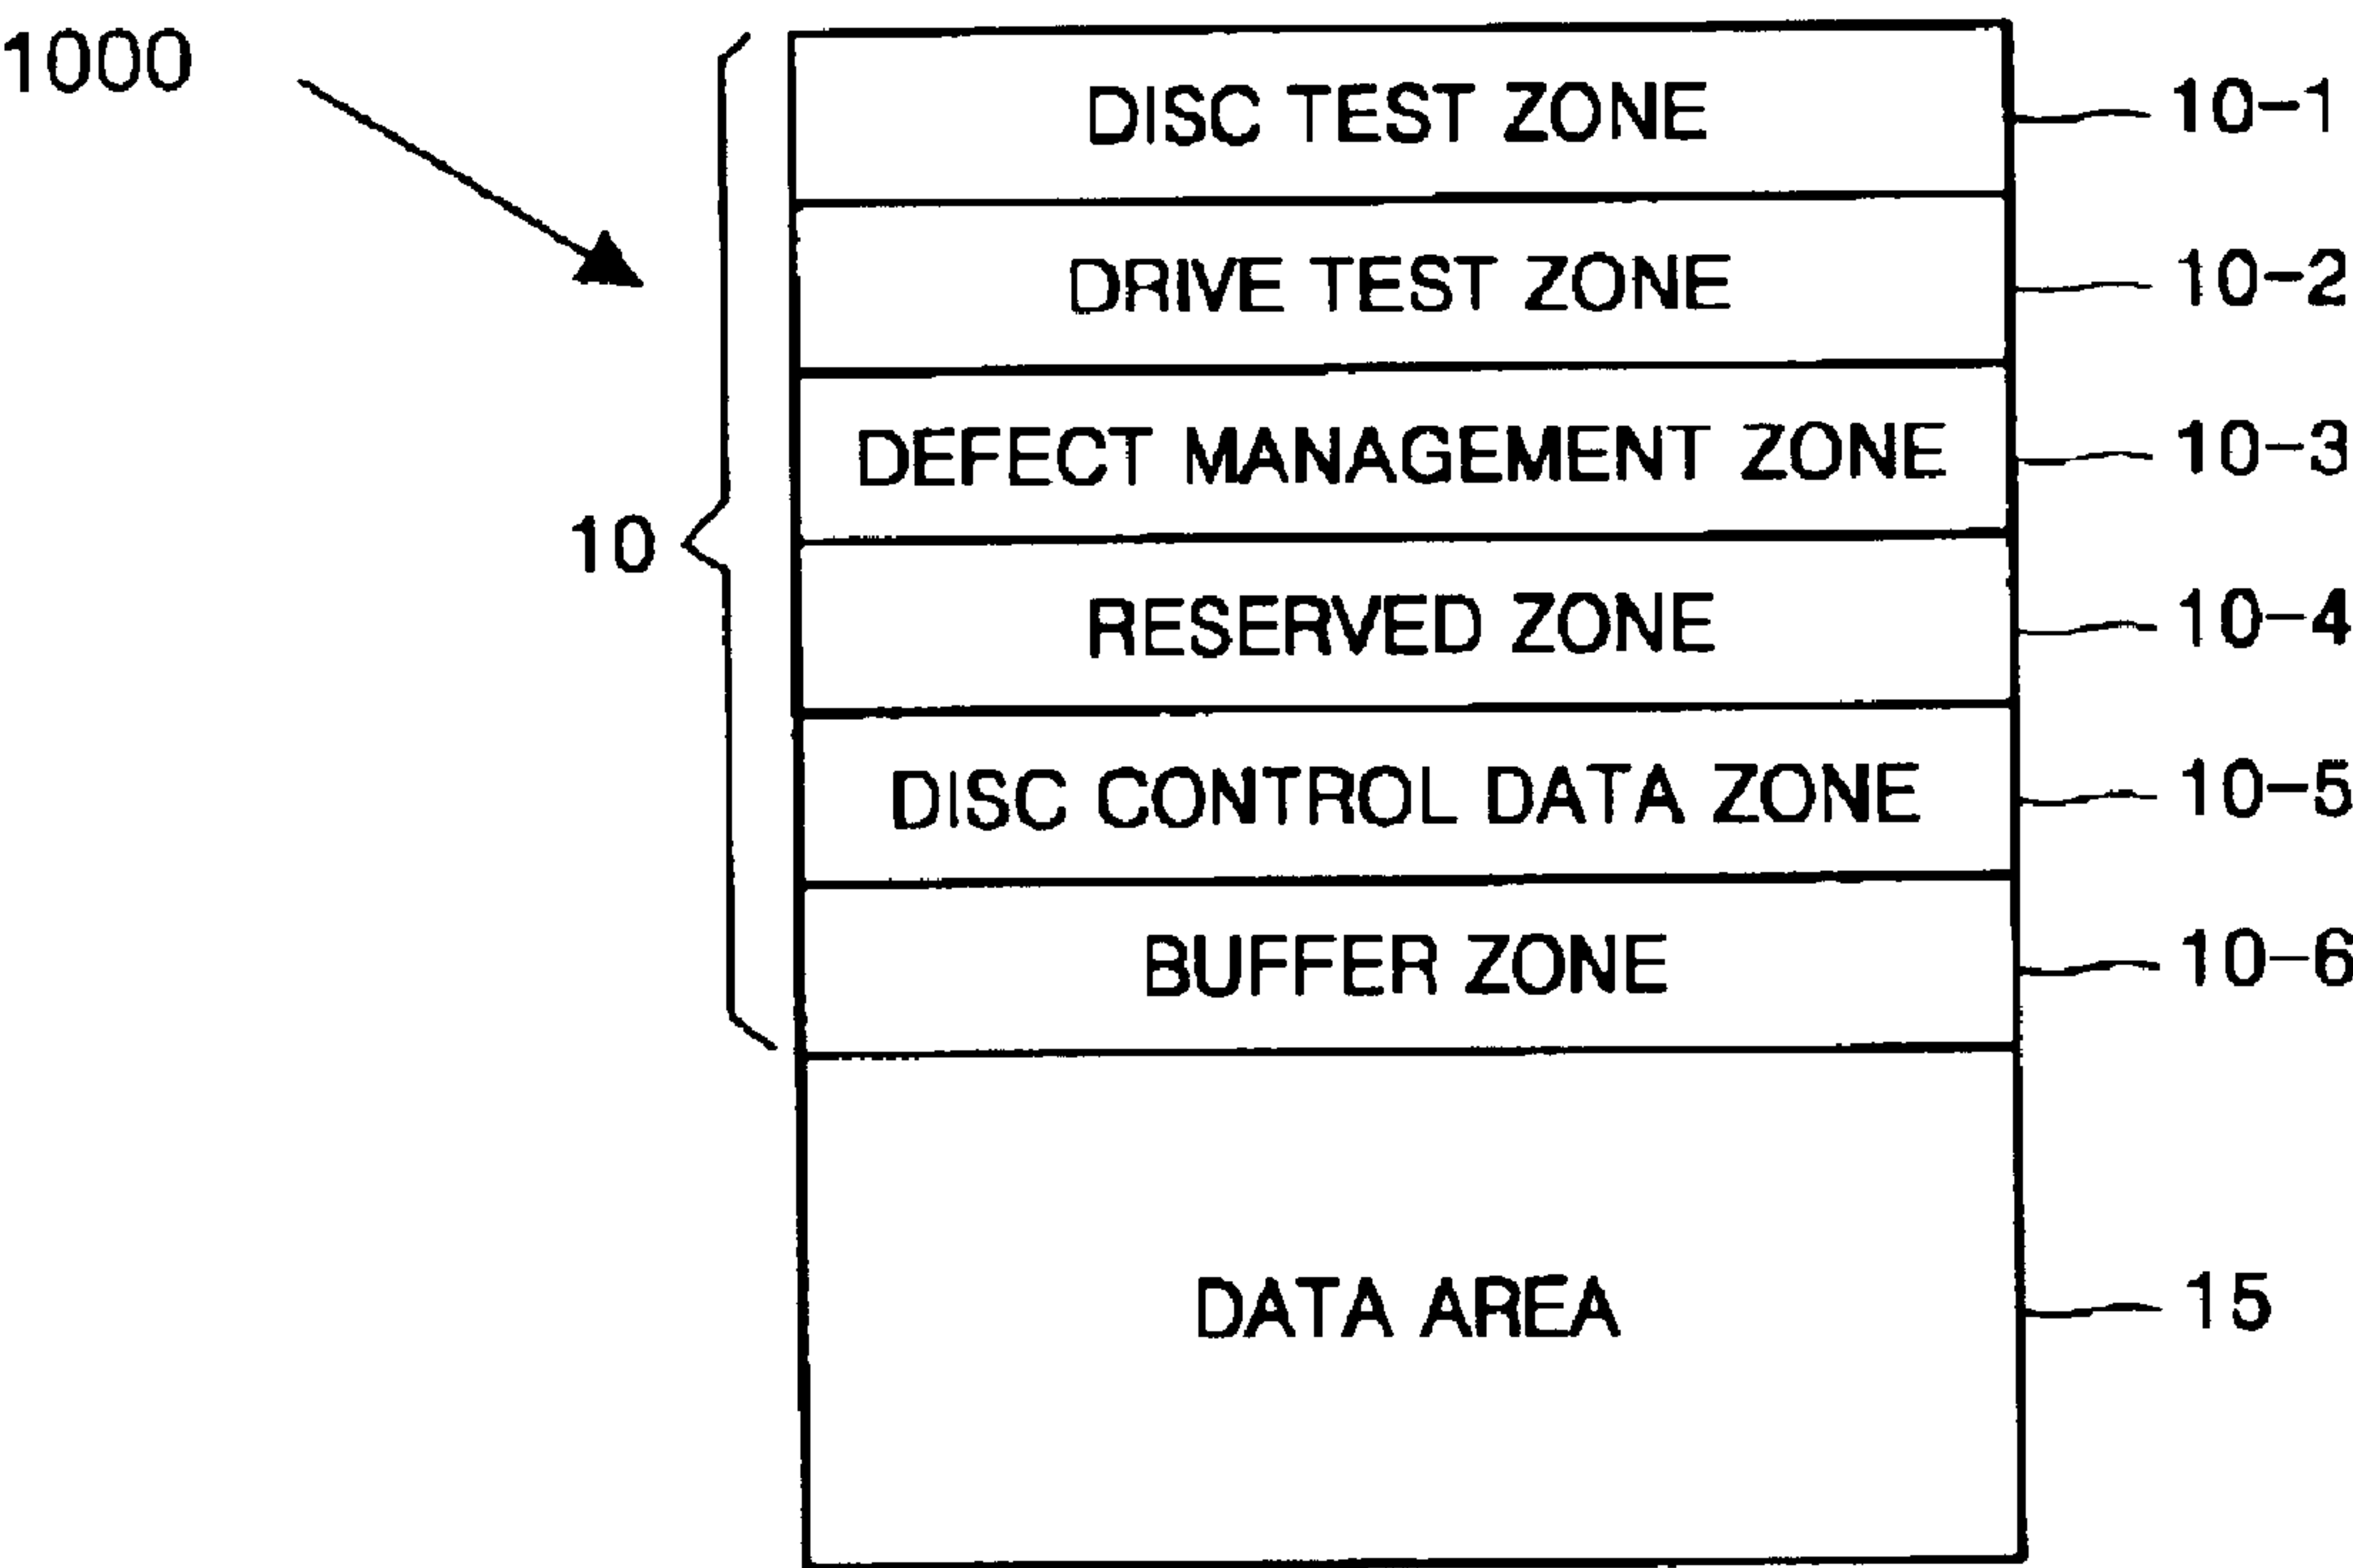 1000
DISC TEST ZONE 10-1
DRIVE TEST ZONE 10-2
DEFECT MANAGEMENT ZONE 10-3
10
RESERVED ZONE 10-4
DISC CONTROL DATA ZONE 10-5
BUFFER ZONE 10-6
DATA AREA 15